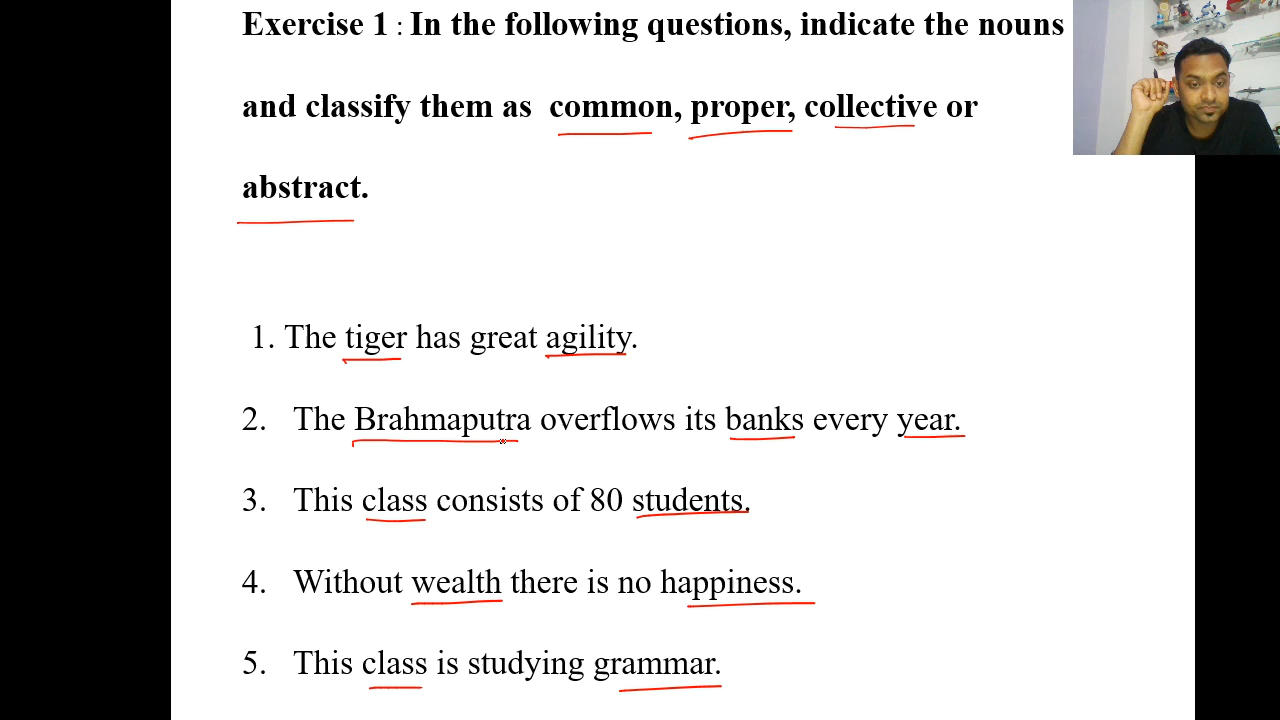 Exercise 1 : In the following questions, indicate the nouns
and classify them as common, proper, collective or
abstract.
1. The tiger has great agility.
2. The Brahmaputra overflows its banks every year.
3. This class consists of 80 students.
4. Without wealth there is no happiness.
5. This class is studying grammar.